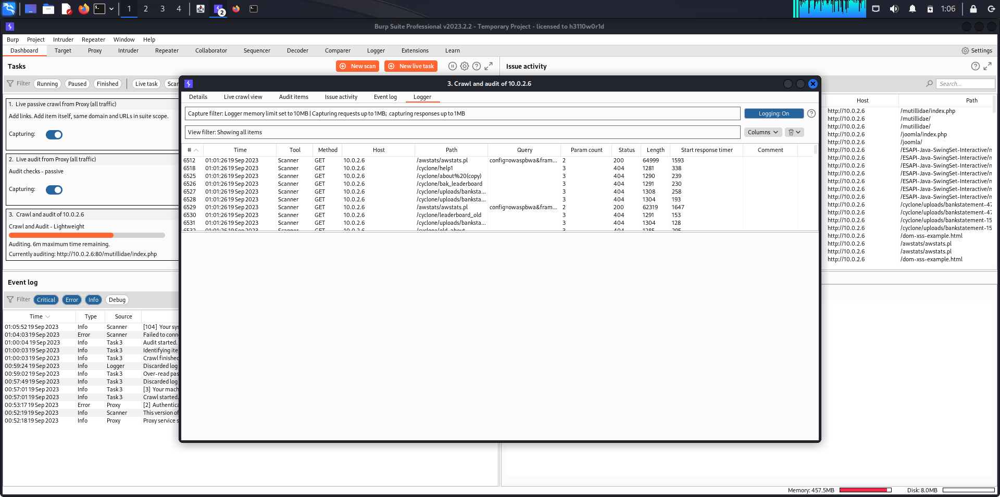 1 2 3 4 2 1:06
Burp Suite Professional v2023.2.2 - Temporary Project - licensed to h3110w0r1d
Burp Project Intruder Repeater Window Help
Dashboard Target Proxy Intruder Repeater Collaborator Sequencer Decoder Comparer Logger Extensions Learn Settings
Tasks New scan New live task
Issue activity
Filter Running Paused Finished Live task
Search...
1. Live passive crawl from Proxy (all traffic)
Add links. Add item itself, same domain and URLs in suite scope.
Capturing:
2. Live audit from Proxy (all traffic)
Audit checks - passive
Capturing:
3. Crawl and audit of 10.0.2.6
Crawl and Audit - Lightweight
Auditing. 6m maximum time remaining.
Currently auditing: http://10.0.2.6:80/mutillidae/index.php
3. Crawl and audit of 10.0.2.6
Details Live crawl view Audit items Issue activity Event log Logger
Capture filter: Logger memory limit set to 10MB | Capturing requests up to 1MB; capturing responses up to 1MB
Logging: On
View filter: Showing all items
Columns
# Time Tool Method Host Path Query Param count Status Length Start response timer Comment
6512 01:01:26 19 Sep 2023 Scanner GET 10.0.2.6 /awstats/awstats.pl config=owaspbwa&fram... 2 200 64999 1593
6518 01:01:26 19 Sep 2023 Scanner GET 10.0.2.6 /cyclone/help1 3 404 1281 338
6525 01:01:26 19 Sep 2023 Scanner GET 10.0.2.6 /cyclone/about%20(copy) 3 404 1290 239
6526 01:01:26 19 Sep 2023 Scanner GET 10.0.2.6 /cyclone/bak_leaderboard 3 404 1291 230
6527 01:01:26 19 Sep 2023 Scanner GET 10.0.2.6 /cyclone/uploads/banksta... 3 404 1308 258
6528 01:01:26 19 Sep 2023 Scanner GET 10.0.2.6 /cyclone/uploads/banksta... 3 404 1304 193
6529 01:01:26 19 Sep 2023 Scanner GET 10.0.2.6 /awstats/awstats.pl config=owaspbwa&fram... 2 200 62319 1647
6530 01:01:26 19 Sep 2023 Scanner GET 10.0.2.6 /cyclone/leaderboard_old 3 404 1291 153
6531 01:01:26 19 Sep 2023 Scanner GET 10.0.2.6 /cyclone/uploads/banksta... 3 404 1304 128
6532 01:01:26 19 Sep 2023 Scanner GET 10.0.2.6 /cyclone/old_about 3 404 1285 295
Host Path
http://10.0.2.6 /mutillidae/index.php
http://10.0.2.6 /mutillidae/
http://10.0.2.6 /mutillidae/
http://10.0.2.6 /joomla/index.php
http://10.0.2.6 /joomla/
http://10.0.2.6 /ESAPI-Java-SwingSet-Interactive/
http://10.0.2.6 /ESAPI-Java-SwingSet-Interactive/
http://10.0.2.6 /ESAPI-Java-SwingSet-Interactive/
http://10.0.2.6 /ESAPI-Java-SwingSet-Interactive/
http://10.0.2.6 /ESAPI-Java-SwingSet-Interactive/
http://10.0.2.6 /ESAPI-Java-SwingSet-Interactive/
http://10.0.2.6 /ESAPI-Java-SwingSet-Interactive/
http://10.0.2.6 /cyclone/uploads/bankstatement-47
http://10.0.2.6 /cyclone/uploads/bankstatement-47
http://10.0.2.6 /cyclone/uploads/bankstatement-15
http://10.0.2.6 /cyclone/uploads/bankstatement-15
http://10.0.2.6 /dom-xss-example.html
http://10.0.2.6 /awstats/awstats.pl
http://10.0.2.6 /awstats/awstats.pl
http://10.0.2.6 /dom-xss-example.html
Event log
Filter Critical Error Info Debug
Time Type Source
01:05:52 19 Sep 2023 Info Scanner [104] Your sys
01:04:03 19 Sep 2023 Error Scanner Failed to conn
01:00:04 19 Sep 2023 Info Task 3 Audit started.
01:00:03 19 Sep 2023 Info Task 3 Identifying ite
01:00:03 19 Sep 2023 Info Task 3 Crawl finished
00:59:24 19 Sep 2023 Info Logger Discarded log
00:59:02 19 Sep 2023 Info Task 3 Over-read pas
00:57:49 19 Sep 2023 Info Task 3 Discarded log
00:57:01 19 Sep 2023 Info Task 3 [3] Your mach
00:57:01 19 Sep 2023 Info Task 3 Crawl started.
00:53:17 19 Sep 2023 Error Proxy [2] Authentica
00:52:19 19 Sep 2023 Info Scanner This version of
00:52:18 19 Sep 2023 Info Proxy Proxy service s
Memory: 457.5MB Disk: 8.0MB